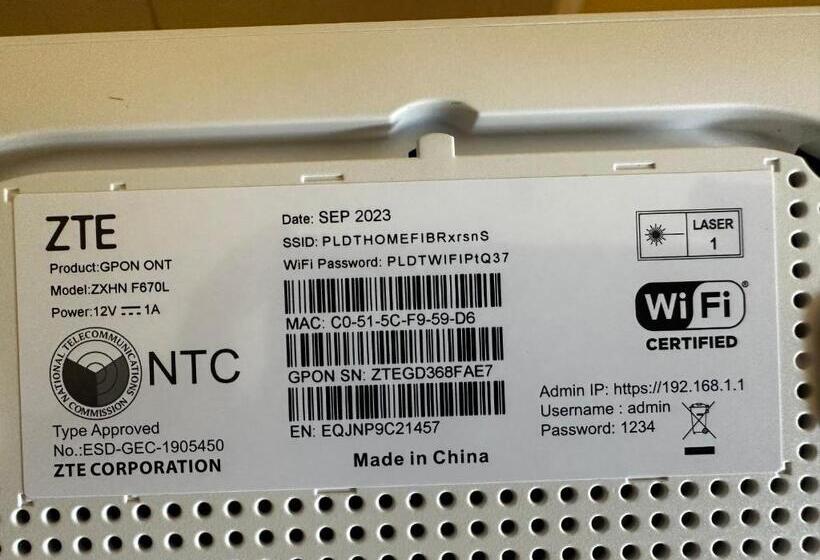 ZTE
Product:GPON ONT
Model:ZXHN F670L
Power:12V 1A
NATIONAL TELECOMMUNICATIONS COMMISSION
NTC
Type Approved
No.:ESD-GEC-1905450
ZTE CORPORATION
Date: SEP 2023
SSID: PLDTHOMEFIBRxrsnS
WiFi Password: PLDTWIFIPtQ37
MAC: C0-51-5C-F9-59-D6
GPON SN: ZTEGD368FAE7
EN: EQJNP9C21457
Made in China
LASER
1
WiFi®
CERTIFIED
Admin IP: https://192.168.1.1
Username : admin
Password: 1234